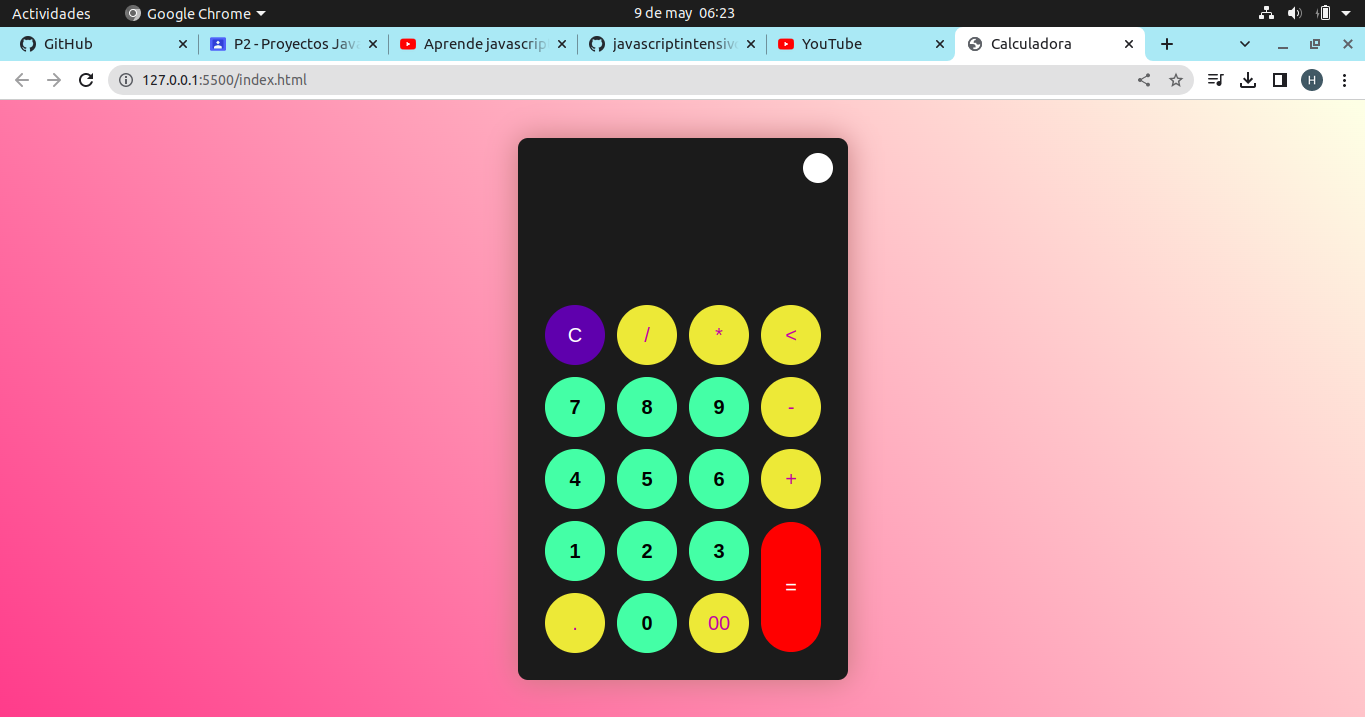 Actividades Google Chrome 9 de may 06:23
GitHub P2 - Proyectos Java Aprende javascrip javascriptintensivo YouTube Calculadora
127.0.0.1:5500/index.html H
C / * <
7 8 9 -
4 5 6 +
1 2 3 =
. 0 00